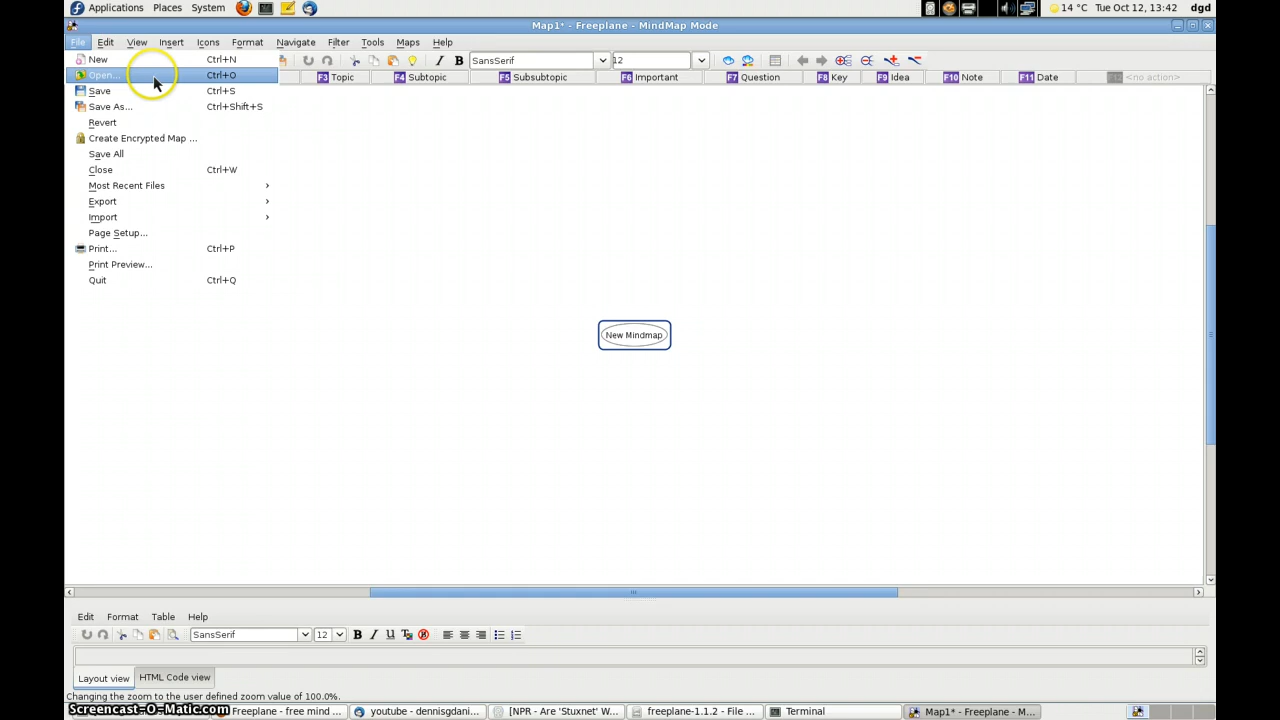 Applications Places System 14 °C Tue Oct 12, 13:42 dgd
Map1* - Freeplane - MindMap Mode
File Edit View Insert Icons Format Navigate Filter Tools Maps Help
New Ctrl+N SansSerif 12
Open... Ctrl+O F3 Topic F4 Subtopic F5 Subsubtopic F6 Important F7 Question F8 Key F9 Idea F10 Note F11 Date F12 <no action>
Save Ctrl+S
Save As... Ctrl+Shift+S
Revert
Create Encrypted Map ...
Save All
Close Ctrl+W
Most Recent Files
Export
Import
Page Setup...
Print... Ctrl+P
Print Preview...
Quit Ctrl+Q
New Mindmap
Edit Format Table Help
SansSerif 12
Layout view HTML Code view
Changing the zoom to the user defined zoom value of 100.0%.
Screencast-O-Matic.com Freeplane - free mind ... youtube - dennisgdani... [NPR - Are 'Stuxnet' W... freeplane-1.1.2 - File ... Terminal Map1* - Freeplane - M...